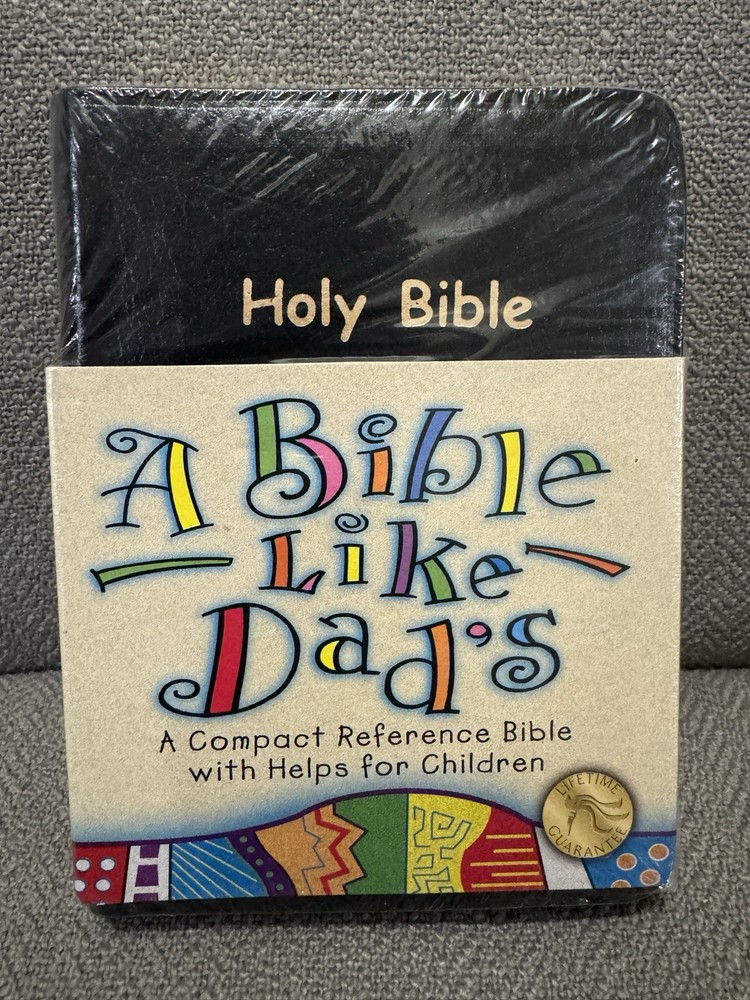 Holy Bible
A Bible
Like
Dad's
A Compact Reference Bible
with Helps for Children
LIFETIME
GUARANTEE